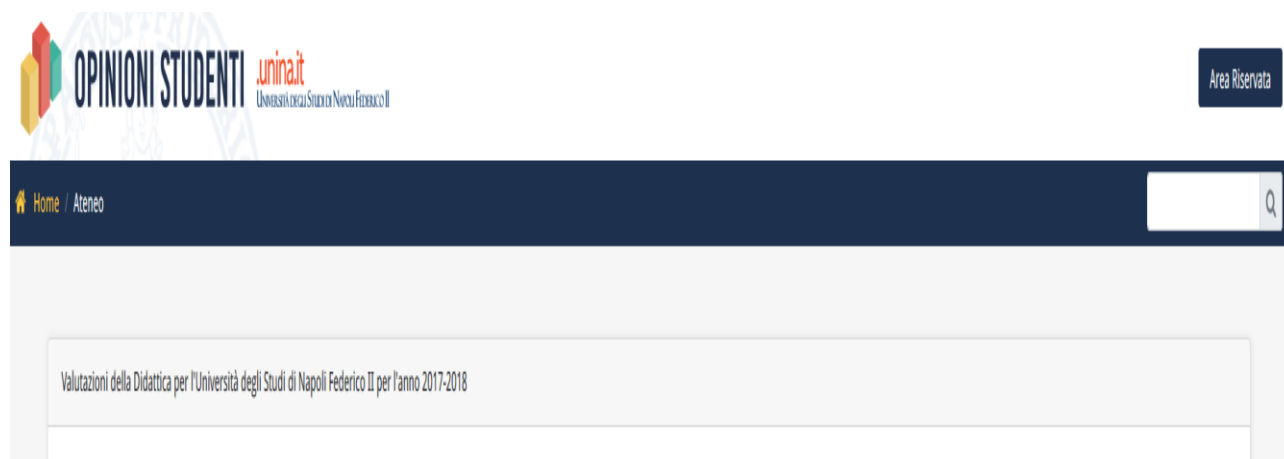 OPINIONI STUDENTI
.unina.it
Università degli Studi di Napoli Federico II
Area Riservata
Home / Ateneo
Valutazioni della Didattica per l'Università degli Studi di Napoli Federico II per l'anno 2017-2018